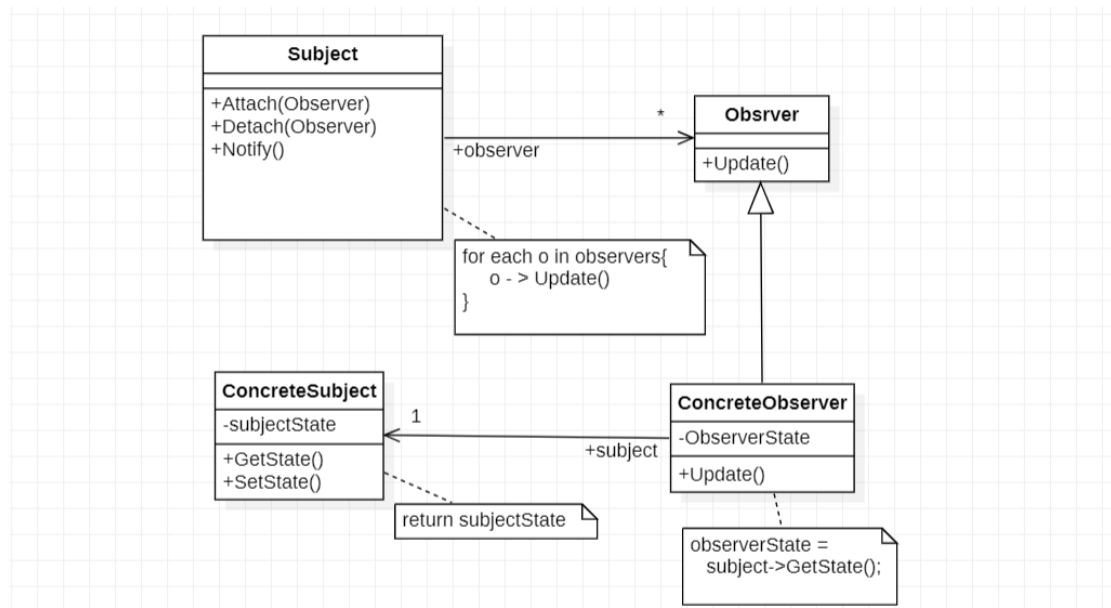 Subject
+Attach(Observer)
+Detach(Observer)
+Notify()
*
+observer
Obsrver
+Update()
for each o in observers{
o - > Update()
}
ConcreteSubject
-subjectState
+GetState()
+SetState()
1
+subject
ConcreteObserver
-ObserverState
+Update()
return subjectState
observerState =
subject->GetState();